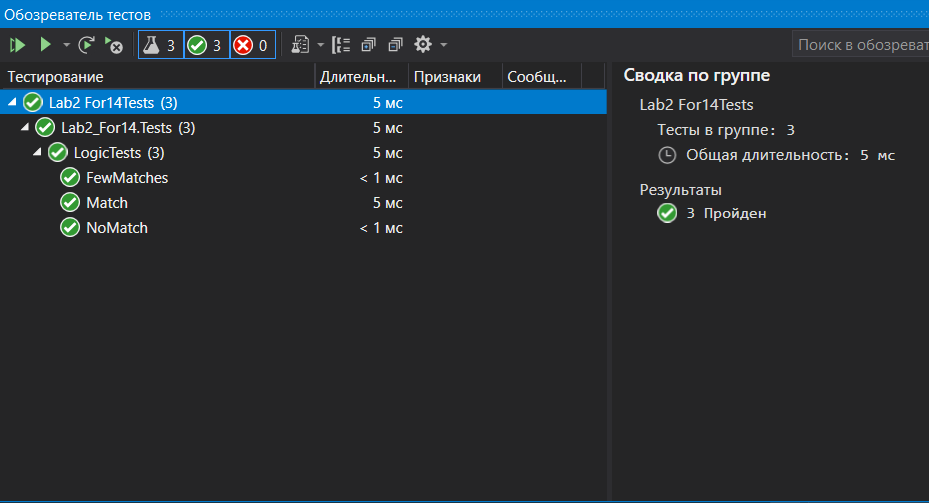 Обозреватель тестов
3 3 0 Поиск в обозреват
Тестирование Длительн... Признаки Сообщ...
Lab2 For14Tests (3) 5 мс
Lab2_For14.Tests (3) 5 мс
LogicTests (3) 5 мс
FewMatches < 1 мс
Match 5 мс
NoMatch < 1 мс
Сводка по группе
Lab2 For14Tests
Тесты в группе: 3
Общая длительность: 5 мс
Результаты
3 Пройден